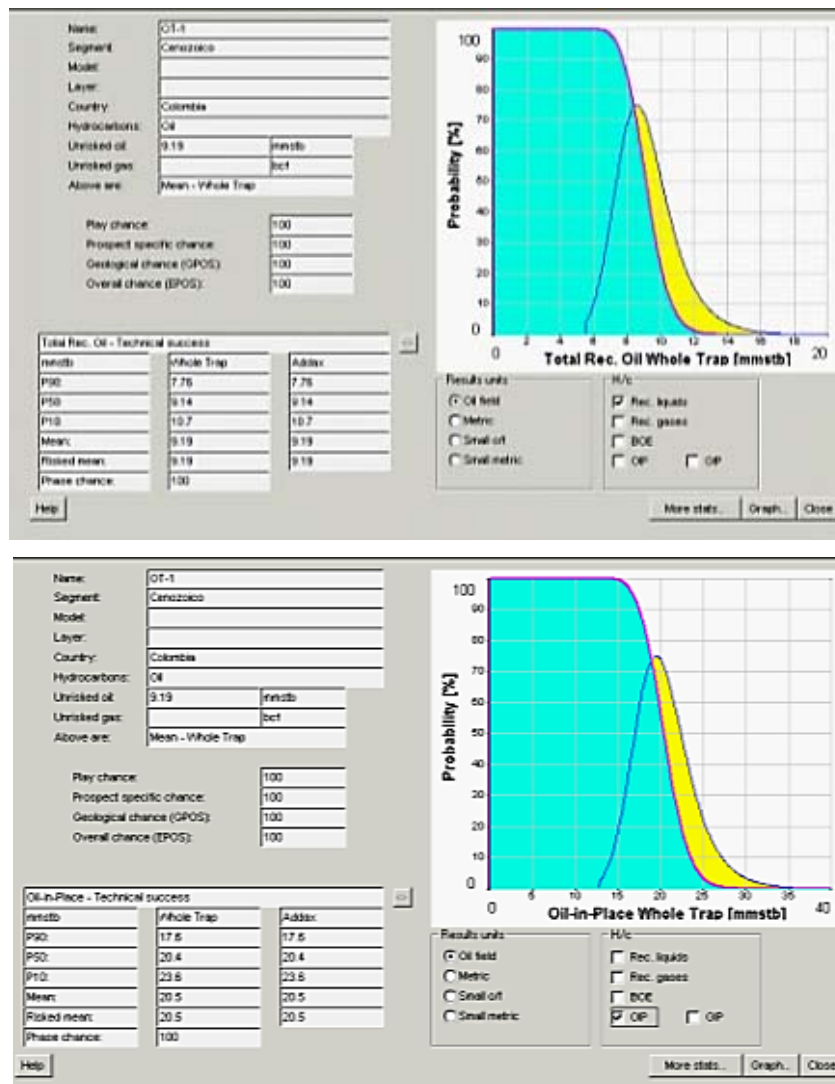 Name: OT-1
Segment: Cenozoico
Model:
Layer:
Country: Colombia
Hydrocarbons: Oil
Unrisked oil: 9.19 mmstb
Unrisked gas: bcf
Above are: Mean - Whole Trap
Play chance: 100
Prospect specific chance: 100
Geological chance (GPOS): 100
Overall chance (EPOS): 100
Total Rec. Oil - Technical success
mmstb Whole Trap Addax
P90: 7.76 7.76
P50: 9.14 9.14
P10: 10.7 10.7
Mean: 9.19 9.19
Risked mean: 9.19 9.19
Phase chance: 100
Help
Probability [%]
100
90
80
70
60
50
40
30
20
10
0
0 2 4 6 8 10 12 14 16 18 20
Total Rec. Oil Whole Trap [mmstb]
Results units
Oil field
Metric
Small o/f
Small metric
H/c
Rec. liquids
Rec. gases
BOE
OIP GIP
More stats... Graph... Close
Name: OT-1
Segment: Cenozoico
Model:
Layer:
Country: Colombia
Hydrocarbons: Oil
Unrisked oil: 9.19 mmstb
Unrisked gas: bcf
Above are: Mean - Whole Trap
Play chance: 100
Prospect specific chance: 100
Geological chance (GPOS): 100
Overall chance (EPOS): 100
Oil-in-Place - Technical success
mmstb Whole Trap Addax
P90: 17.6 17.6
P50: 20.4 20.4
P10: 23.6 23.6
Mean: 20.5 20.5
Risked mean: 20.5 20.5
Phase chance: 100
Help
Probability [%]
100
90
80
70
60
50
40
30
20
10
0
0 5 10 15 20 25 30 35 40
Oil-in-Place Whole Trap [mmstb]
Results units
Oil field
Metric
Small o/f
Small metric
H/c
Rec. liquids
Rec. gases
BOE
OIP GIP
More stats... Graph... Close